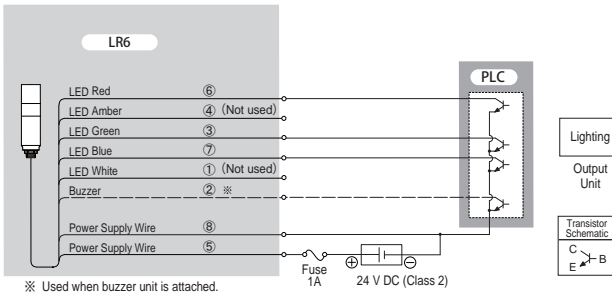 LR6
PLC
LED Red ⑥
LED Amber ④ (Not used)
LED Green ③
LED Blue ⑦
LED White ① (Not used)
Buzzer ② ※
Power Supply Wire ⑧
Power Supply Wire ⑤
Fuse
1A
⊕ ⊖
24 V DC (Class 2)
※ Used when buzzer unit is attached.
Lighting
Output
Unit
Transistor
Schematic
C
B
E